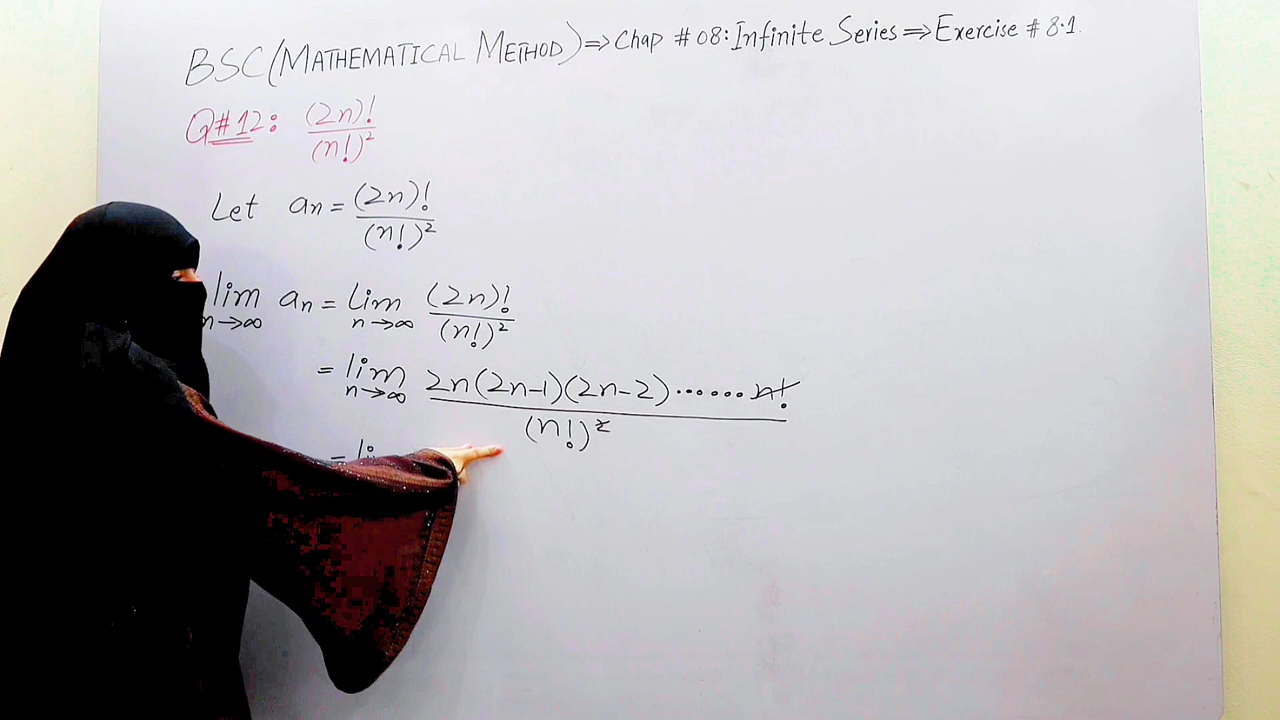 BSC (MATHEMATICAL METHOD) ⇒ Chap # 08: Infinite Series ⇒ Exercise # 8.1.
Q#12: (2n)! / (n!)²
Let aₙ = (2n)! / (n!)²
lim n→∞ aₙ = lim n→∞ (2n)! / (n!)²
= lim n→∞ 2n(2n-1)(2n-2)......n! / (n!)²
=